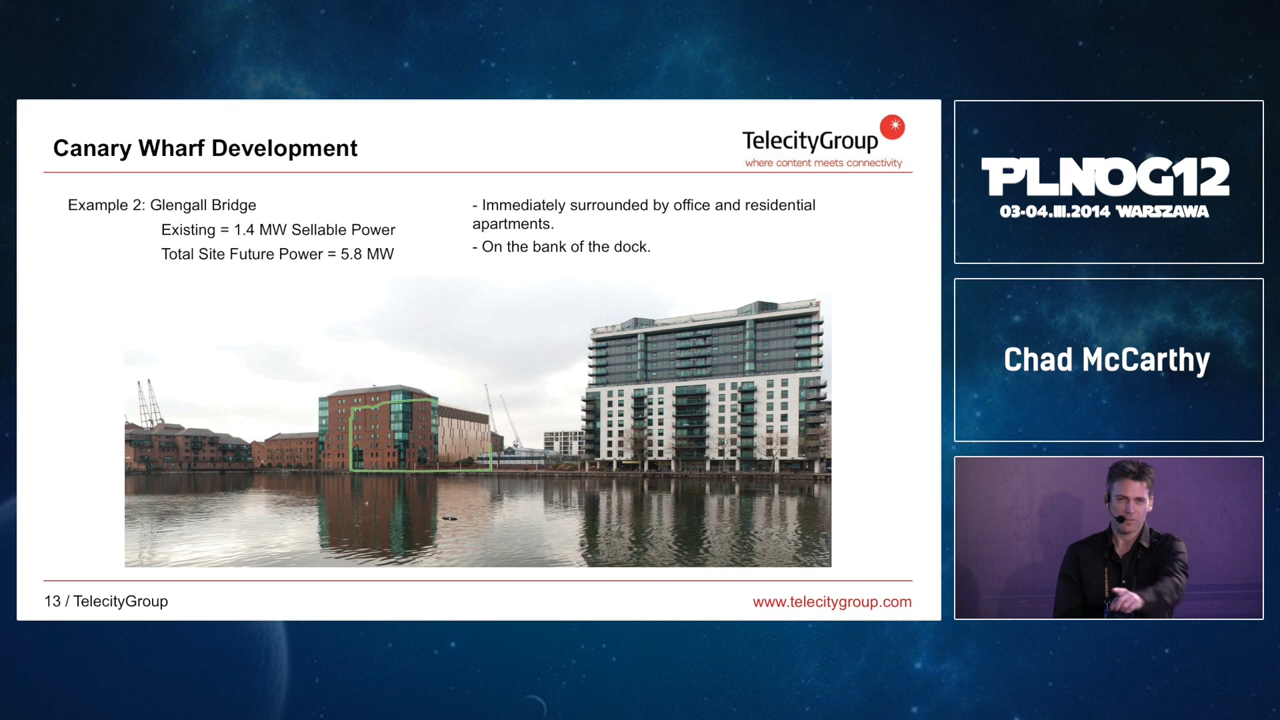 Canary Wharf Development
TelecityGroup
where content meets connectivity
Example 2: Glengall Bridge
Existing = 1.4 MW Sellable Power
Total Site Future Power = 5.8 MW
- Immediately surrounded by office and residential
apartments.
- On the bank of the dock.
13 / TelecityGroup
www.telecitygroup.com
PLNOG12
03-04.III.2014 WARSZAWA
Chad McCarthy